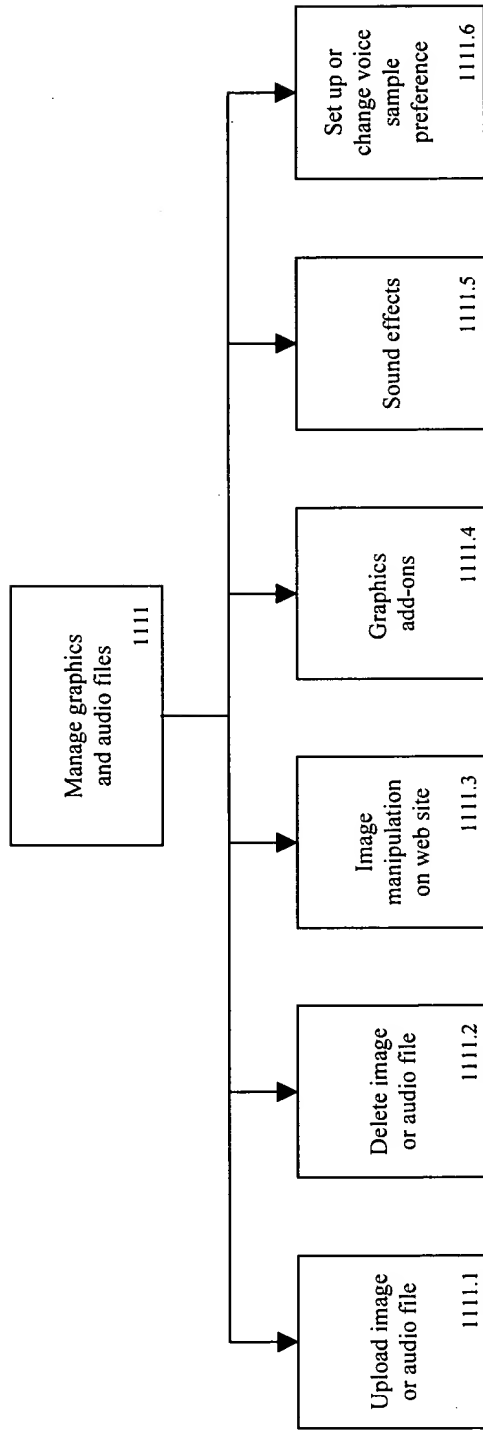 Manage graphics
and audio files
1111
Upload image
or audio file
1111.1
Delete image
or audio file
1111.2
Image
manipulation
on web site
1111.3
Graphics
add-ons
1111.4
Sound effects
1111.5
Set up or
change voice
sample
preference
1111.6